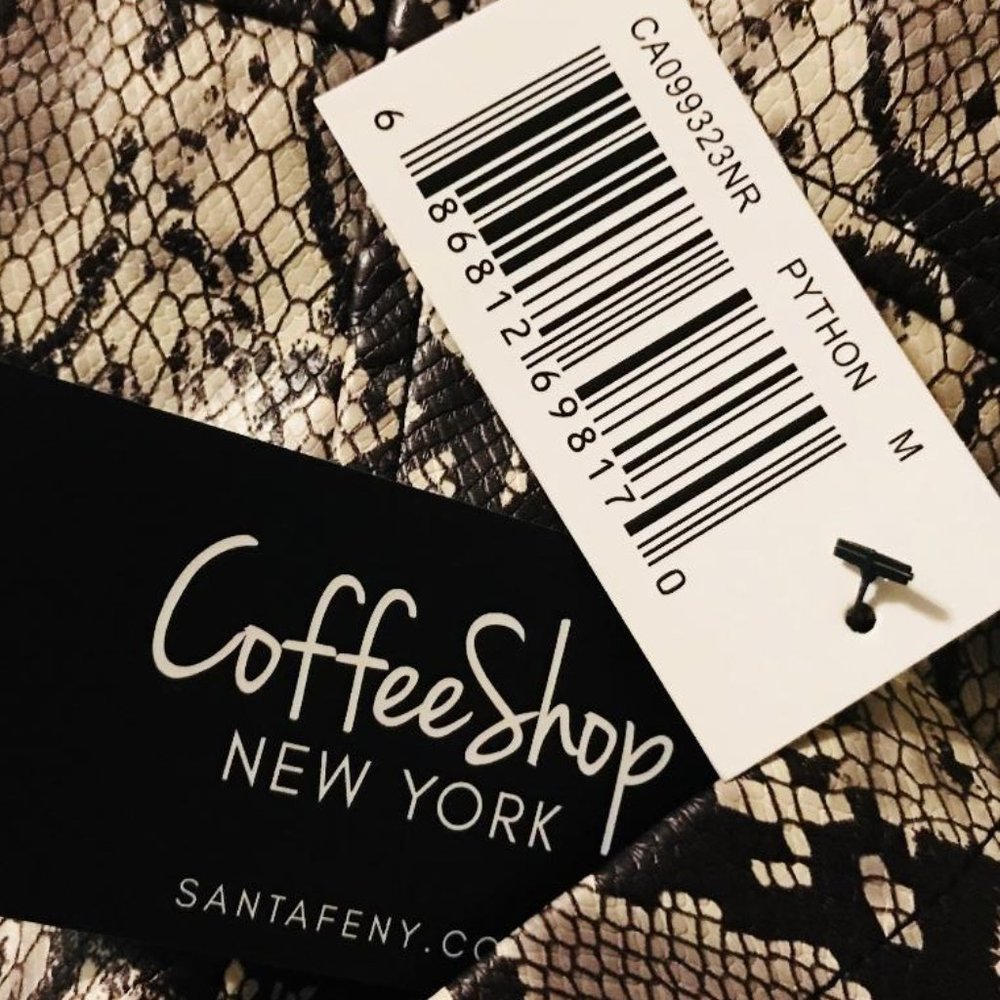 CA099323NR
PYTHON
M
6 86812 69817 0
CoffeeShop
NEW YORK
SANTAFENY.CO